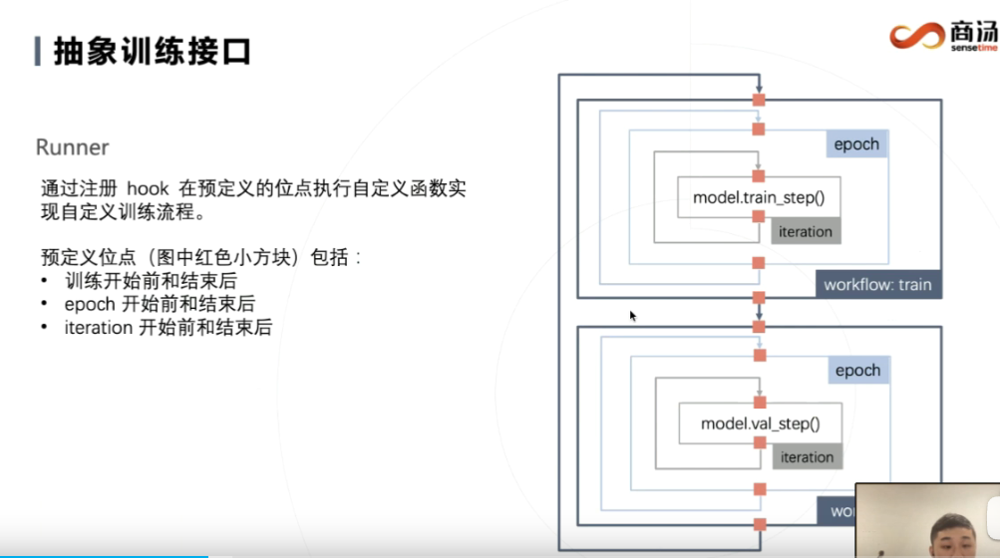 抽象训练接口
商汤
sensetime
Runner
通过注册 hook 在预定义的位点执行自定义函数实
现自定义训练流程。
预定义位点（图中红色小方块）包括：
• 训练开始前和结束后
• epoch 开始前和结束后
• iteration 开始前和结束后
epoch
model.train_step()
iteration
workflow: train
epoch
model.val_step()
iteration